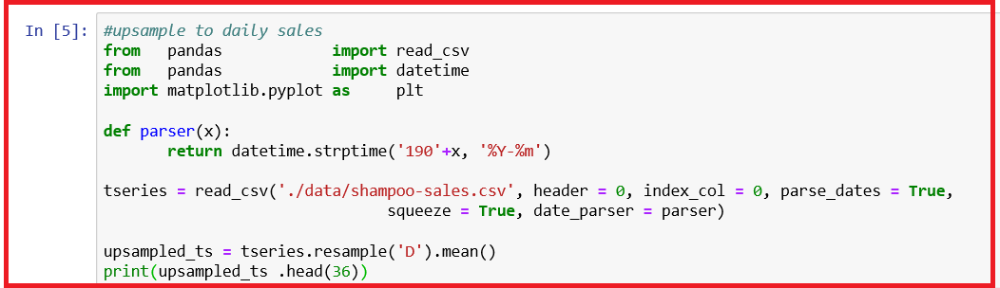 In [5]: #upsample to daily sales
from pandas import read_csv
from pandas import datetime
import matplotlib.pyplot as plt
def parser(x):
return datetime.strptime('190'+x, '%Y-%m')
tseries = read_csv('./data/shampoo-sales.csv', header = 0, index_col = 0, parse_dates = True,
squeeze = True, date_parser = parser)
upsampled_ts = tseries.resample('D').mean()
print(upsampled_ts .head(36))